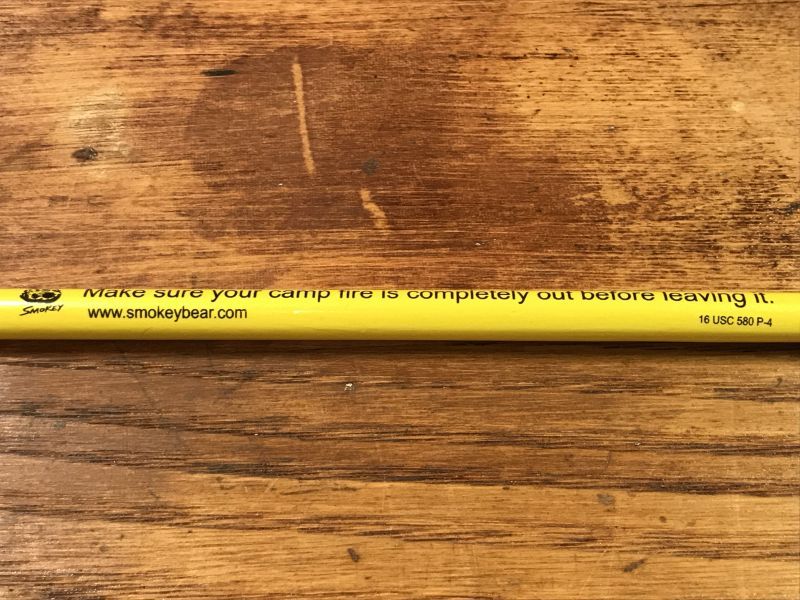 SMOKEY
Make sure your camp fire is completely out before leaving it.
www.smokeybear.com
16 USC 580 P-4